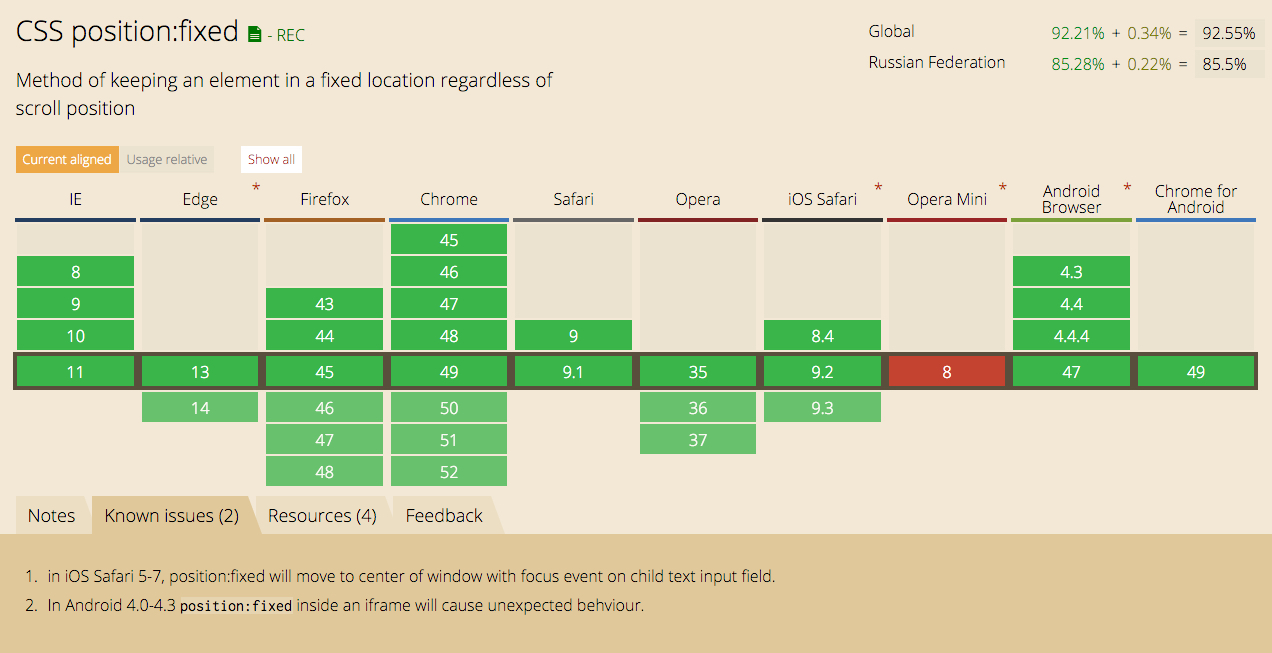 CSS position:fixed - REC
Global 92.21% + 0.34% = 92.55%
Russian Federation 85.28% + 0.22% = 85.5%
Method of keeping an element in a fixed location regardless of
scroll position
Current aligned Usage relative Show all
IE Edge * Firefox Chrome Safari Opera iOS Safari * Opera Mini * Android Browser * Chrome for Android
45
8 46 4.3
9 43 47 4.4
10 44 48 9 8.4 4.4.4
11 13 45 49 9.1 35 9.2 8 47 49
14 46 50 36 9.3
47 51 37
48 52
Notes Known issues (2) Resources (4) Feedback
1. in iOS Safari 5-7, position:fixed will move to center of window with focus event on child text input field.
2. In Android 4.0-4.3 position:fixed inside an iframe will cause unexpected behviour.